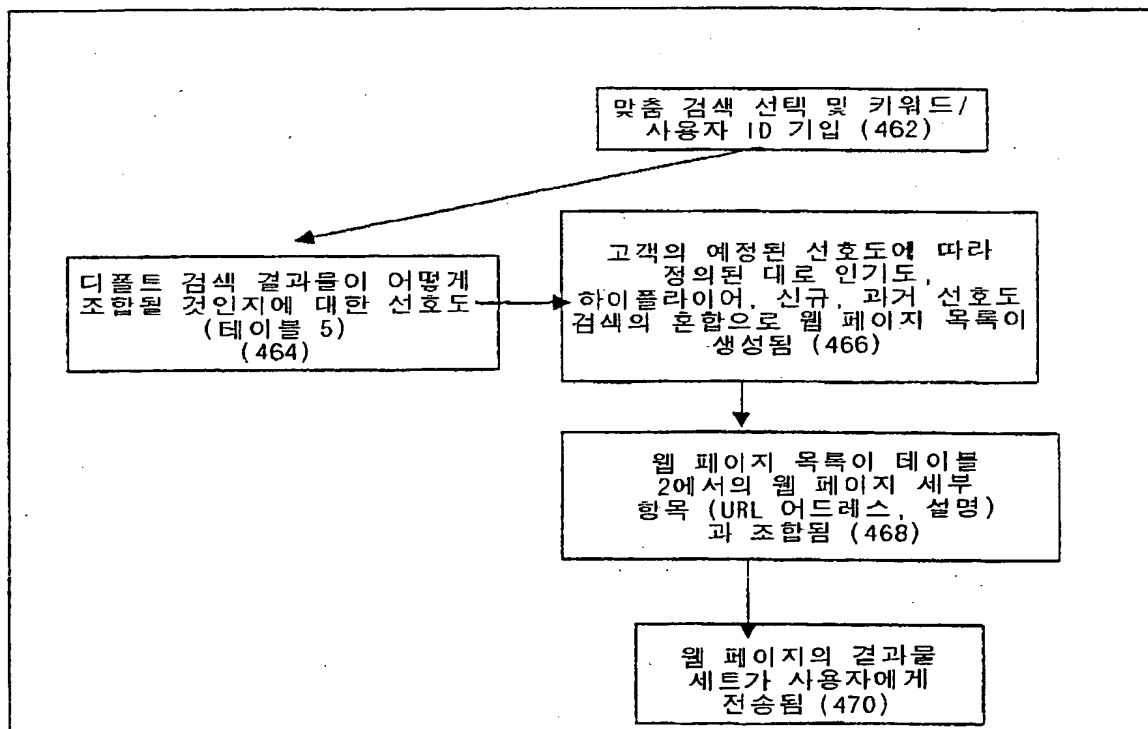 맞춤 검색 선택 및 키워드/
사용자 ID 기입 (462)
디폴트 검색 결과물이 어떻게
조합될 것인지에 대한 선호도
(테이블 5)
(464)
고객의 예정된 선호도에 따라
정의된 대로 인기도,
하이플라이어, 신규, 과거 선호도
검색의 혼합으로 웹 페이지 목록이
생성됨 (466)
웹 페이지 목록이 테이블
2에서의 웹 페이지 세부
항목 (URL 어드레스, 설명)
과 조합됨 (468)
웹 페이지의 결과물
세트가 사용자에게
전송됨 (470)